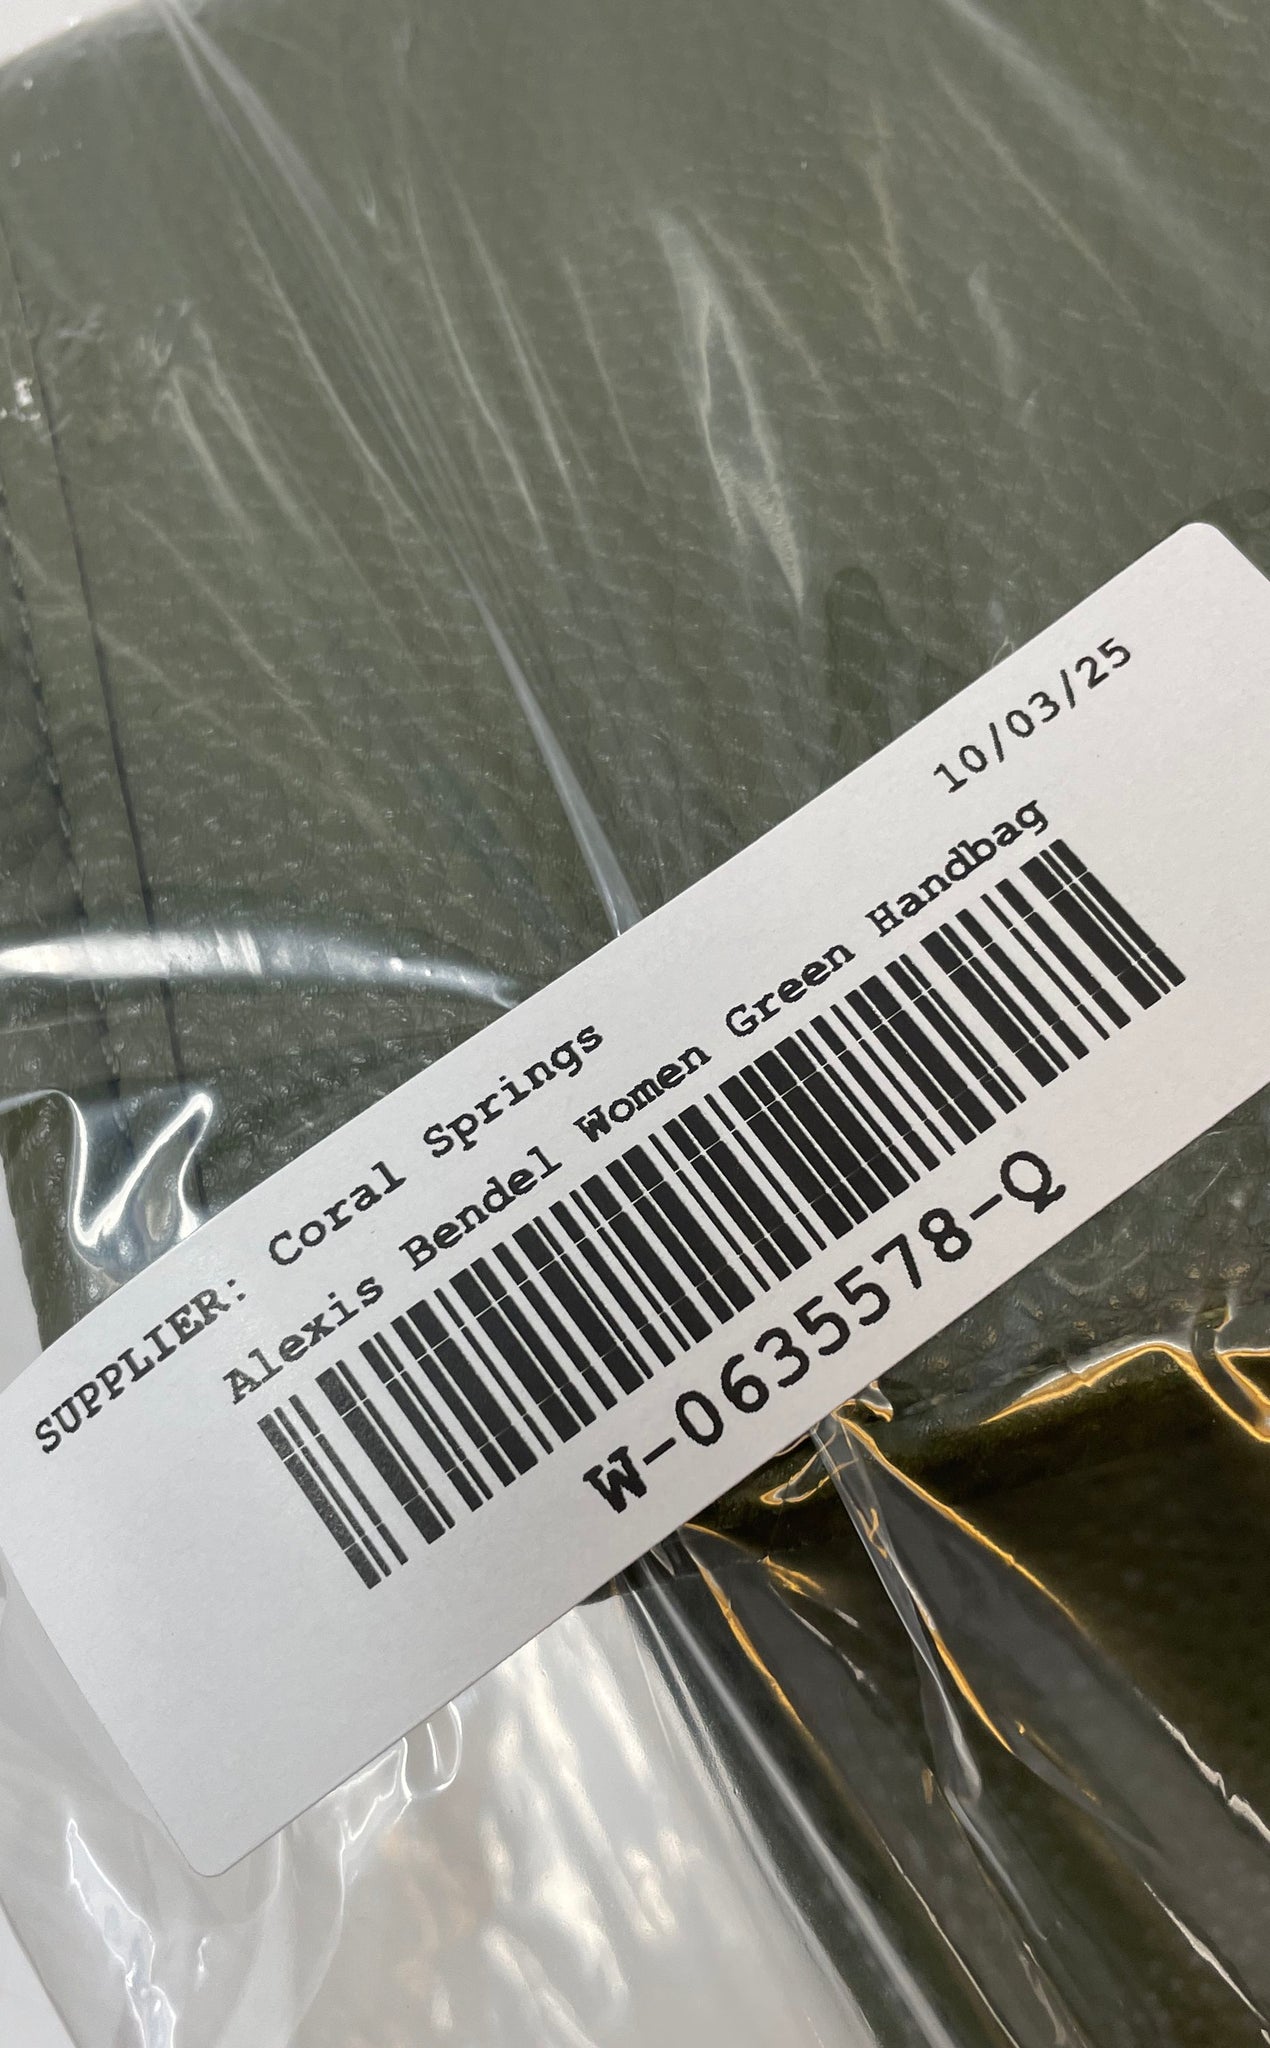 10/03/25
SUPPLIER: Coral Springs
Alexis Bendel Women Green Handbag
W-0635578-Q